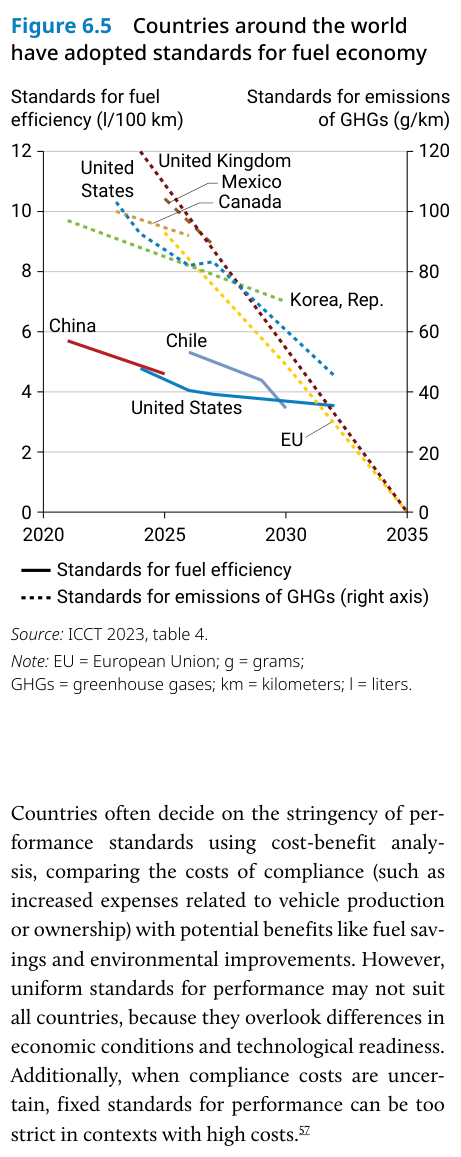 Figure 6.5 Countries around the world
have adopted standards for fuel economy
Standards for fuel
efficiency (l/100 km)
Standards for emissions
of GHGs (g/km)
12
120
United
States
United Kingdom
Mexico
Canada
10
100
8
80
Korea, Rep.
6
60
China
Chile
4
40
United States
EU
2
20
0
0
2020
2025
2030
2035
Standards for fuel efficiency
Standards for emissions of GHGs (right axis)
Source: ICCT 2023, table 4.
Note: EU = European Union; g = grams;
GHGs = greenhouse gases; km = kilometers; l = liters.
Countries often decide on the stringency of per-
formance standards using cost-benefit analy-
sis, comparing the costs of compliance (such as
increased expenses related to vehicle production
or ownership) with potential benefits like fuel sav-
ings and environmental improvements. However,
uniform standards for performance may not suit
all countries, because they overlook differences in
economic conditions and technological readiness.
Additionally, when compliance costs are uncer-
tain, fixed standards for performance can be too
strict in contexts with high costs.57